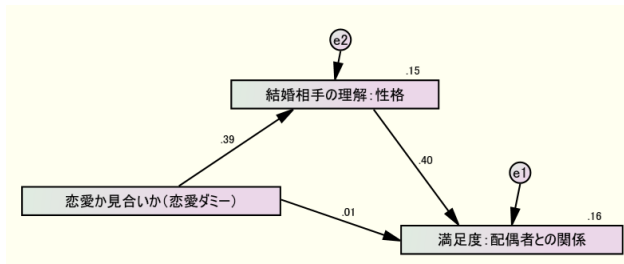 e2
.15
結婚相手の理解:性格
.39
.40
e1
恋愛か見合いか(恋愛ダミー)
.01
.16
満足度:配偶者との関係